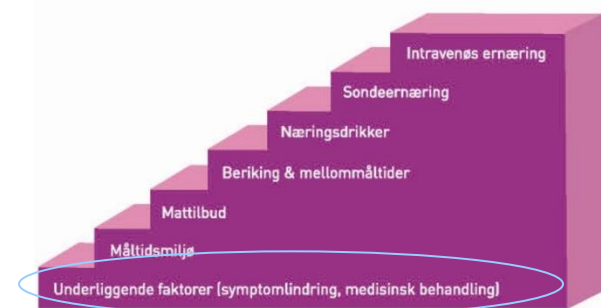 Intravenøs ernæring
Sondeernæring
Næringsdrikker
Beriking & mellommåltider
Mattilbud
Måltidsmiljø
Underliggende faktorer (symptomlindring, medisinsk behandling)